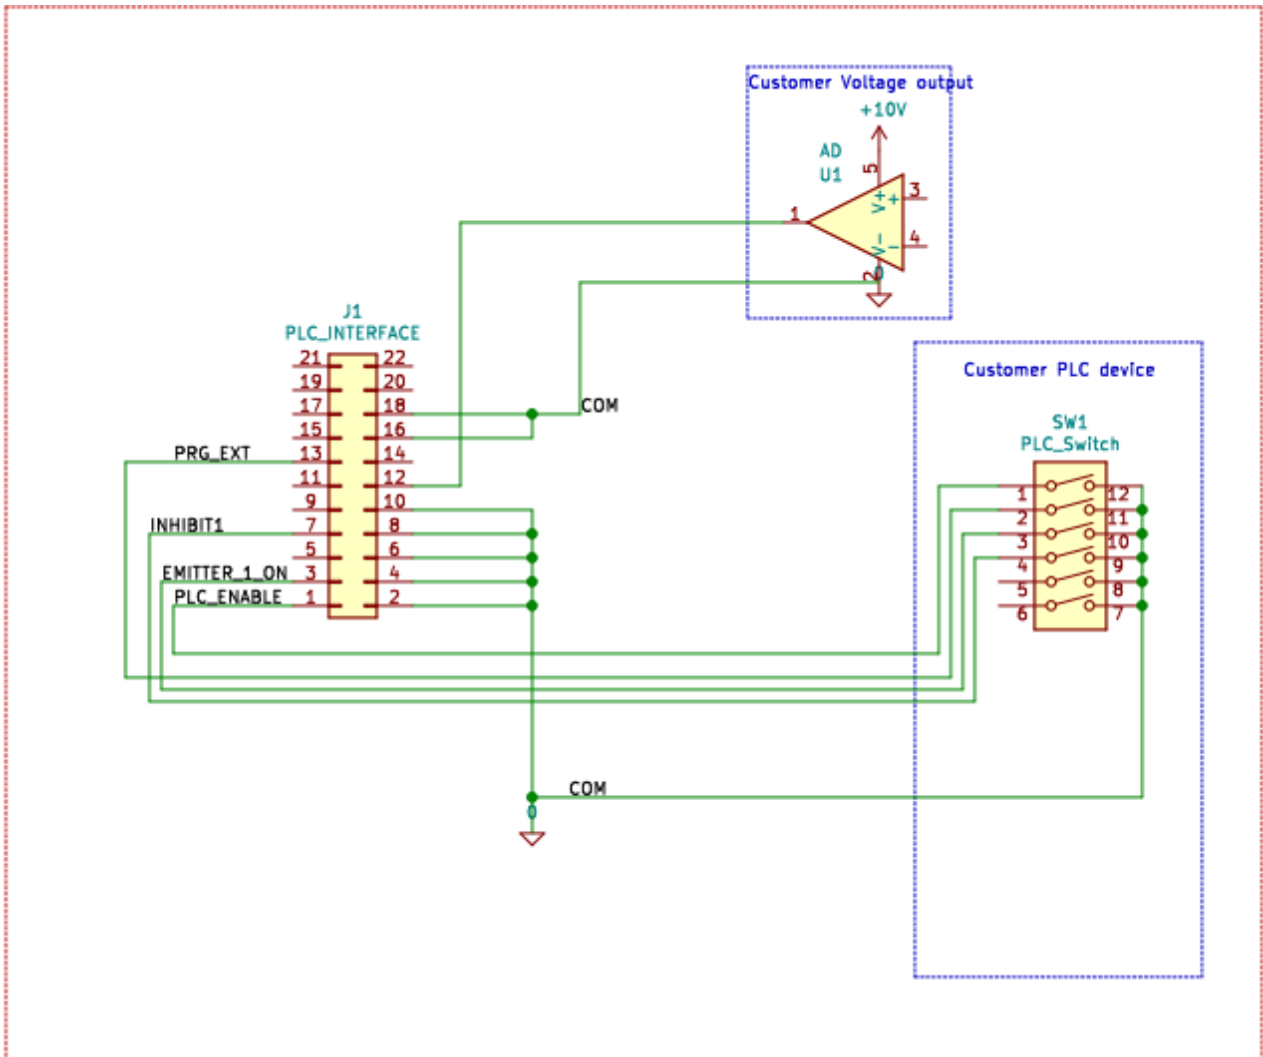 Customer Voltage output
+10V
AD
U1
5
V+
+
3
1
V-
-
4
2
0
J1
PLC_INTERFACE
21 22
19 20
17 18
COM
15 16
PRG_EXT
13 14
11 12
9 10
INHIBIT1
7 8
5 6
EMITTER_1_ON
3 4
PLC_ENABLE
1 2
Customer PLC device
SW1
PLC_Switch
1 12
2 11
3 10
4 9
5 8
6 7
COM
0